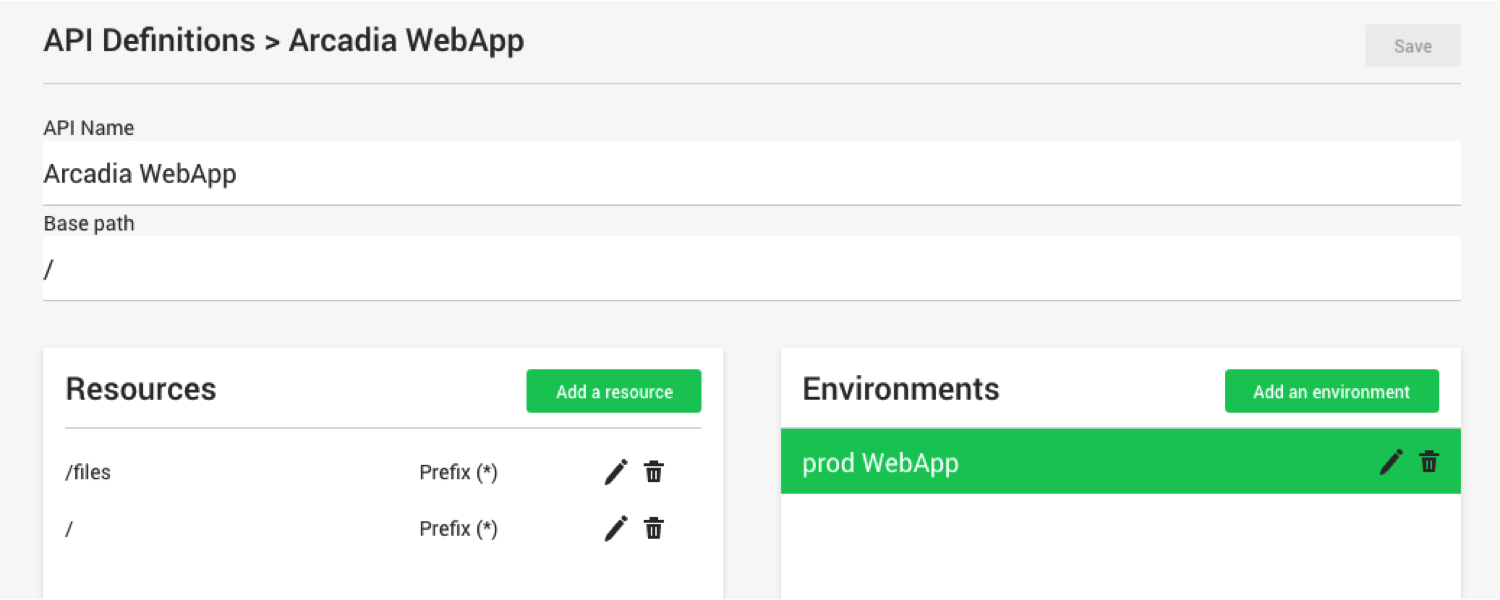 API Definitions > Arcadia WebApp
Save
API Name
Arcadia WebApp
Base path
/
Resources
Add a resource
/files Prefix (*)
/ Prefix (*)
Environments
Add an environment
prod WebApp